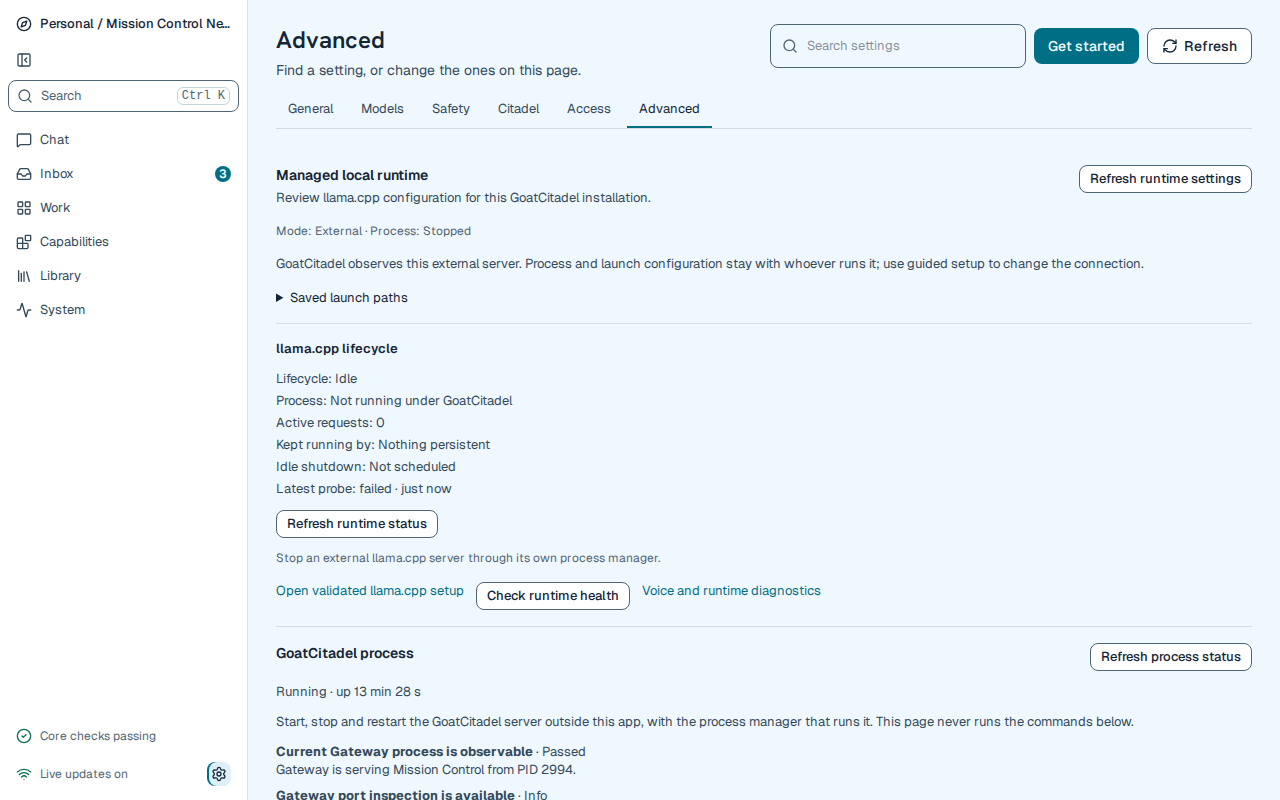 Personal / Mission Control Ne...
Search
Ctrl K
Chat
Inbox
3
Work
Capabilities
Library
System
Core checks passing
Live updates on
Advanced
Find a setting, or change the ones on this page.
Search settings
Get started
Refresh
General
Models
Safety
Citadel
Access
Advanced
Managed local runtime
Refresh runtime settings
Review llama.cpp configuration for this GoatCitadel installation.
Mode: External · Process: Stopped
GoatCitadel observes this external server. Process and launch configuration stay with whoever runs it; use guided setup to change the connection.
Saved launch paths
llama.cpp lifecycle
Lifecycle: Idle
Process: Not running under GoatCitadel
Active requests: 0
Kept running by: Nothing persistent
Idle shutdown: Not scheduled
Latest probe: failed · just now
Refresh runtime status
Stop an external llama.cpp server through its own process manager.
Open validated llama.cpp setup
Check runtime health
Voice and runtime diagnostics
GoatCitadel process
Refresh process status
Running · up 13 min 28 s
Start, stop and restart the GoatCitadel server outside this app, with the process manager that runs it. This page never runs the commands below.
Current Gateway process is observable · Passed
Gateway is serving Mission Control from PID 2994.
Gateway port inspection is available · Info